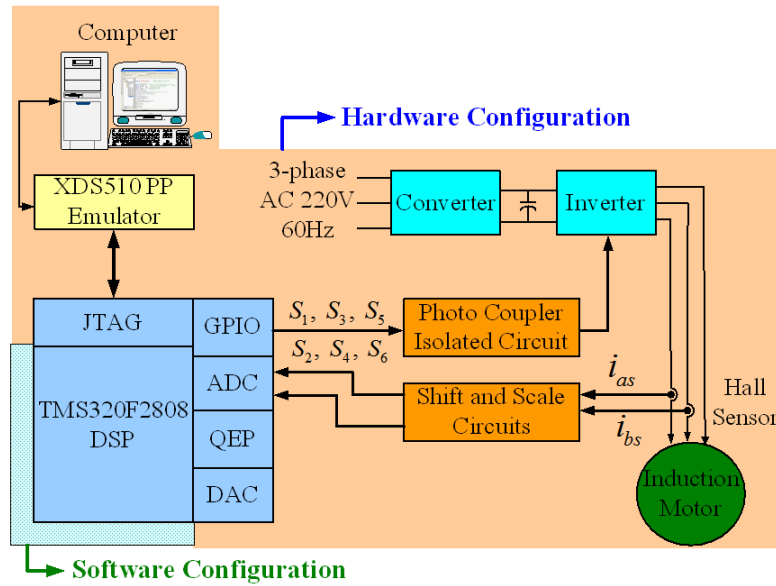 Computer
Hardware Configuration
XDS510 PP
Emulator
3-phase
AC 220V
60Hz
Converter
Inverter
JTAG
GPIO
S1, S3, S5
S2, S4, S6
Photo Coupler
Isolated Circuit
TMS320F2808
DSP
ADC
QEP
DAC
Shift and Scale
Circuits
ias
ibs
Hall
Sensor
Induction
Motor
Software Configuration